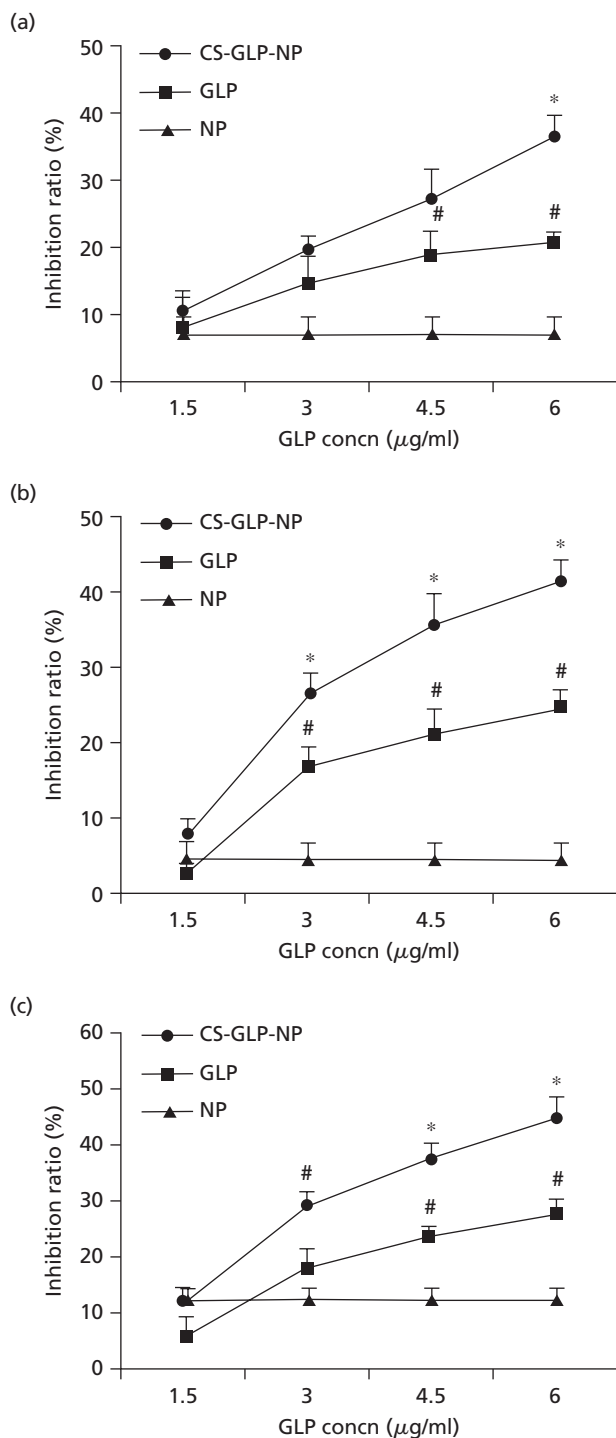 (a)
50
40
30
20
10
0
Inhibition ratio (%)
CS-GLP-NP
GLP
NP
*
#
#
1.5 3 4.5 6
GLP concn (μg/ml)
(b)
50
40
30
20
10
0
Inhibition ratio (%)
CS-GLP-NP
GLP
NP
*
*
*
#
#
#
1.5 3 4.5 6
GLP concn (μg/ml)
(c)
60
50
40
30
20
10
0
Inhibition ratio (%)
CS-GLP-NP
GLP
NP
#
*
*
#
#
1.5 3 4.5 6
GLP concn (μg/ml)